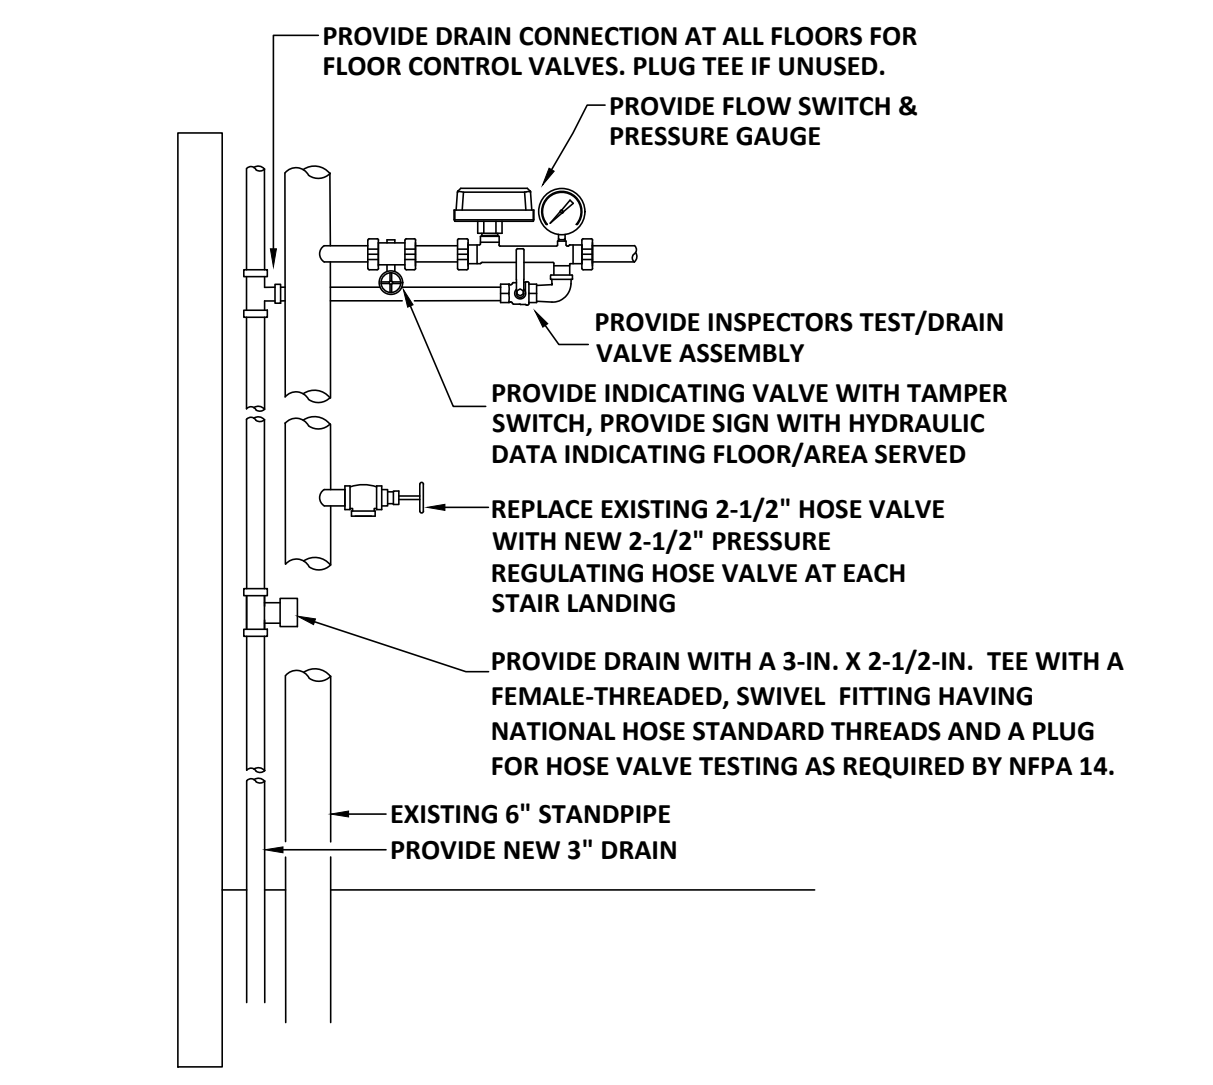 PROVIDE DRAIN CONNECTION AT ALL FLOORS FOR
FLOOR CONTROL VALVES. PLUG TEE IF UNUSED.
PROVIDE FLOW SWITCH &
PRESSURE GAUGE
PROVIDE INSPECTORS TEST/DRAIN
VALVE ASSEMBLY
PROVIDE INDICATING VALVE WITH TAMPER
SWITCH, PROVIDE SIGN WITH HYDRAULIC
DATA INDICATING FLOOR/AREA SERVED
REPLACE EXISTING 2-1/2" HOSE VALVE
WITH NEW 2-1/2" PRESSURE
REGULATING HOSE VALVE AT EACH
STAIR LANDING
PROVIDE DRAIN WITH A 3-IN. X 2-1/2-IN. TEE WITH A
FEMALE-THREADED, SWIVEL FITTING HAVING
NATIONAL HOSE STANDARD THREADS AND A PLUG
FOR HOSE VALVE TESTING AS REQUIRED BY NFPA 14.
EXISTING 6" STANDPIPE
PROVIDE NEW 3" DRAIN